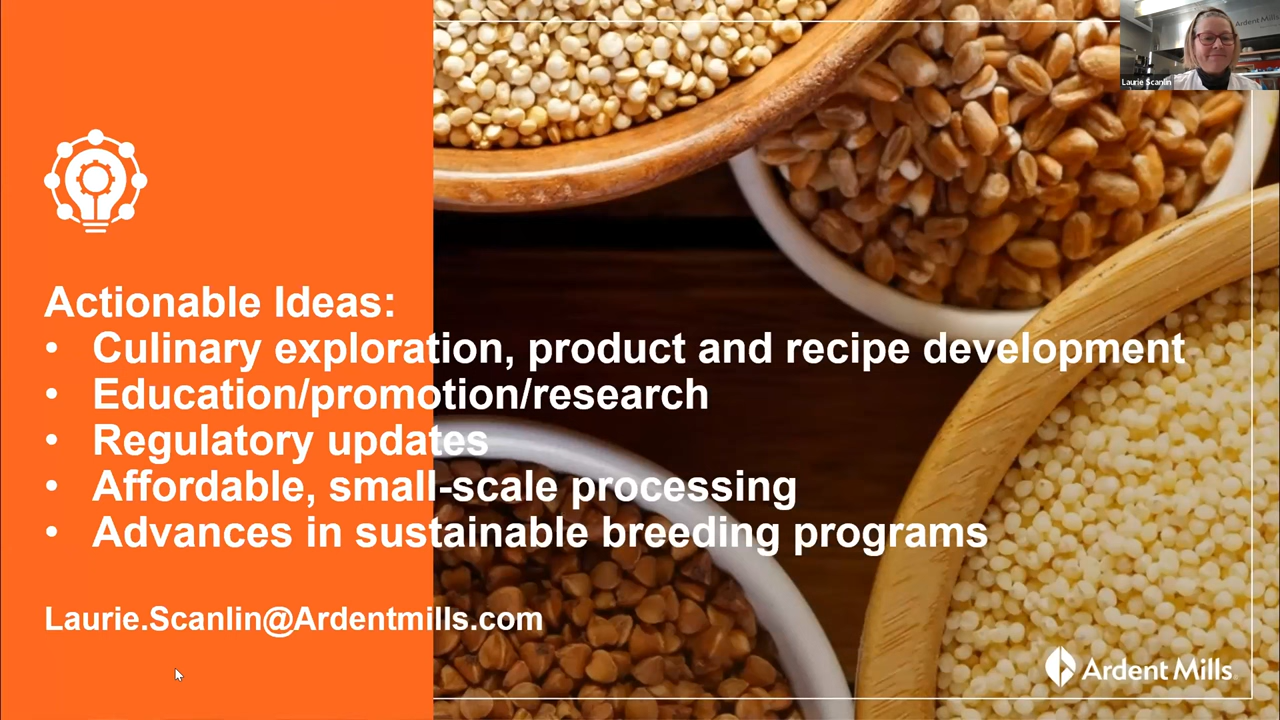 Ardent Mills
Laurie Scanlin
Actionable Ideas:
• Culinary exploration, product and recipe development
• Education/promotion/research
• Regulatory updates
• Affordable, small-scale processing
• Advances in sustainable breeding programs
Laurie.Scanlin@Ardentmills.com
Ardent Mills